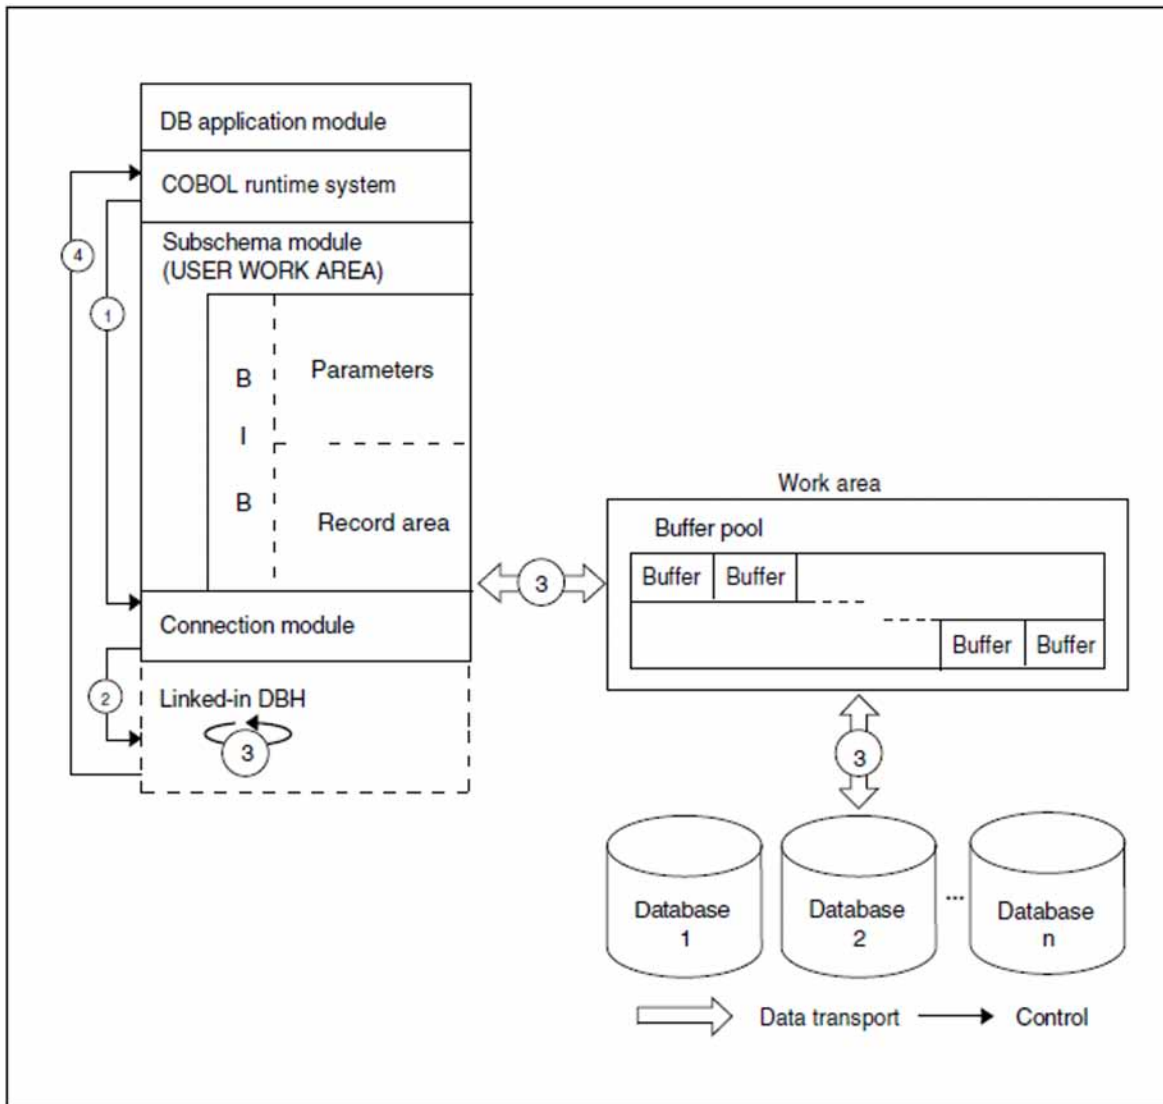 DB application module
COBOL runtime system
4
Subschema module
(USER WORK AREA)
1
B
Parameters
I
B
Record area
Work area
Buffer pool
Buffer
Buffer
3
Buffer
Buffer
Connection module
2
Linked-in DBH
3
3
Database
1
Database
2
...
Database
n
Data transport
Control